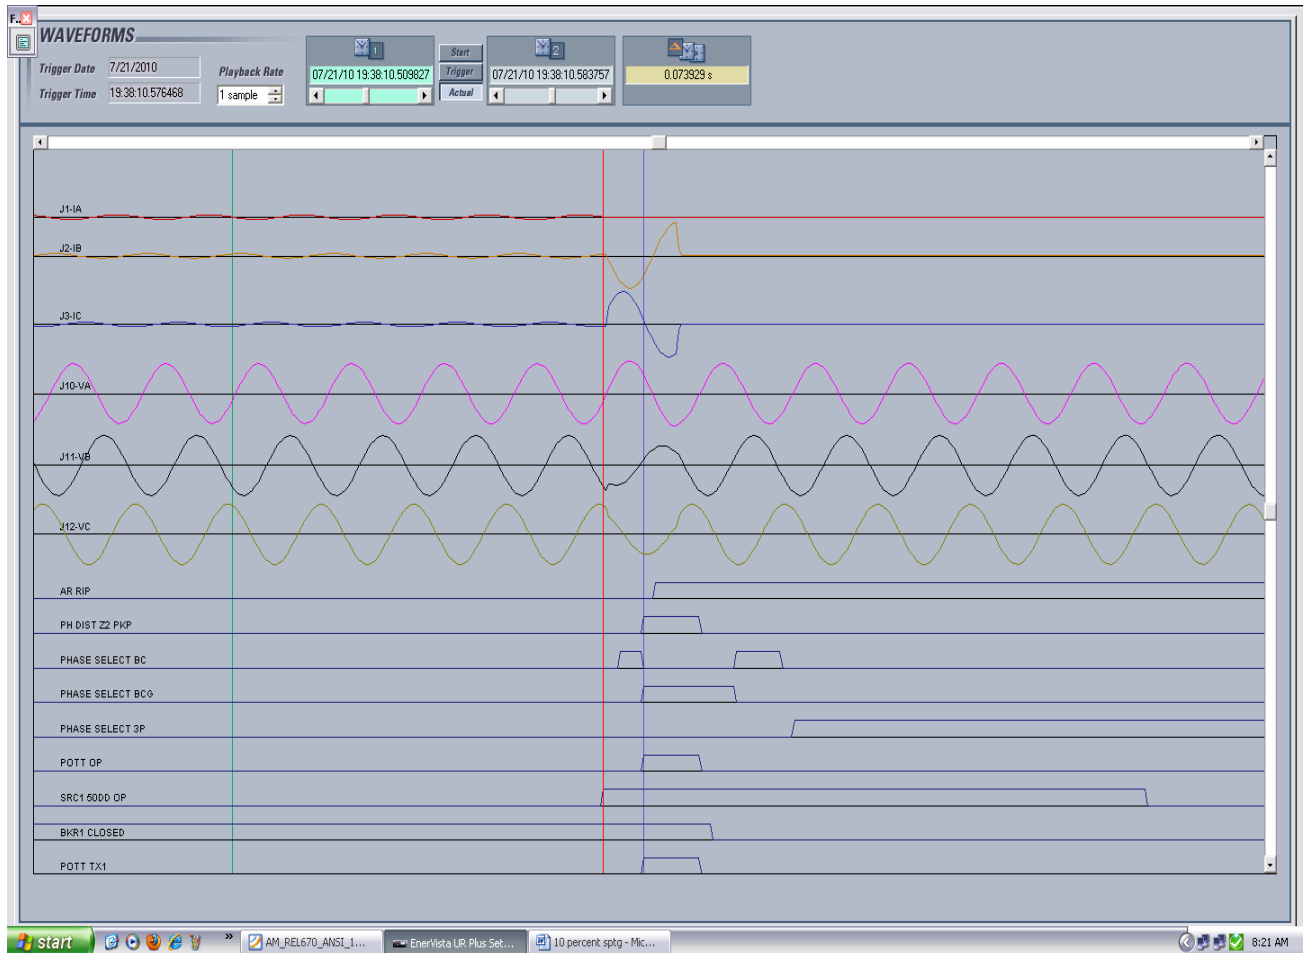 F..
WAVEFORMS
Trigger Date 7/21/2010
Trigger Time 19:38:10.576468
Playback Rate
1 sample
1
07/21/10 19:38:10.509827
Start
Trigger
Actual
2
07/21/10 19:38:10.583757
0.073929 s
J1-IA
J2-IB
J3-IC
J10-VA
J11-VB
J12-VC
AR RIP
PH DIST Z2 PKP
PHASE SELECT BC
PHASE SELECT BCG
PHASE SELECT 3P
POTT OP
SRC1 50DD OP
BKR1 CLOSED
POTT TX1
start
»
AM_REL670_ANSI_1...
EnerVista UR Plus Set...
10 percent sptg - Mic...
8:21 AM